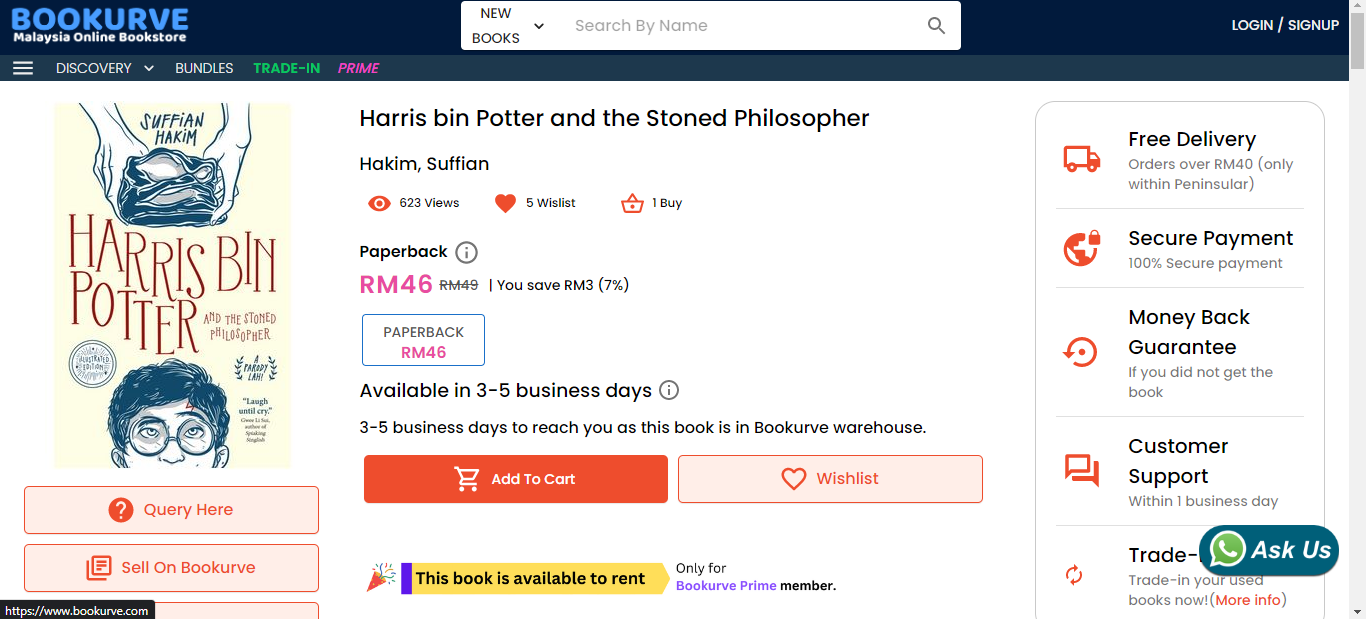 BOOKURVE
Malaysia Online Bookstore
NEW
BOOKS
Search By Name
LOGIN / SIGNUP
DISCOVERY
BUNDLES
TRADE-IN
PRIME
SUFFIAN
HAKIM
HARRIS BIN
POTTER
AND THE STONED
PHILOSOPHER
ILLUSTRATED
EDITION
A
PARODY
LAH!
"Laugh
until cry."
Gwee Li Sui,
author of
Spiaking
Singlish
Query Here
Sell On Bookurve
https://www.bookurve.com
Harris bin Potter and the Stoned Philosopher
Hakim, Suffian
623 Views
5 Wislist
1 Buy
Paperback
RM46 RM49 | You save RM3 (7%)
PAPERBACK
RM46
Available in 3-5 business days
3-5 business days to reach you as this book is in Bookurve warehouse.
Add To Cart
Wishlist
This book is available to rent
Only for
Bookurve Prime member.
Free Delivery
Orders over RM40 (only
within Peninsular)
Secure Payment
100% Secure payment
Money Back
Guarantee
If you did not get the
book
Customer
Support
Within 1 business day
Trade-
Trade-in your used
books now!(More info)
Ask Us